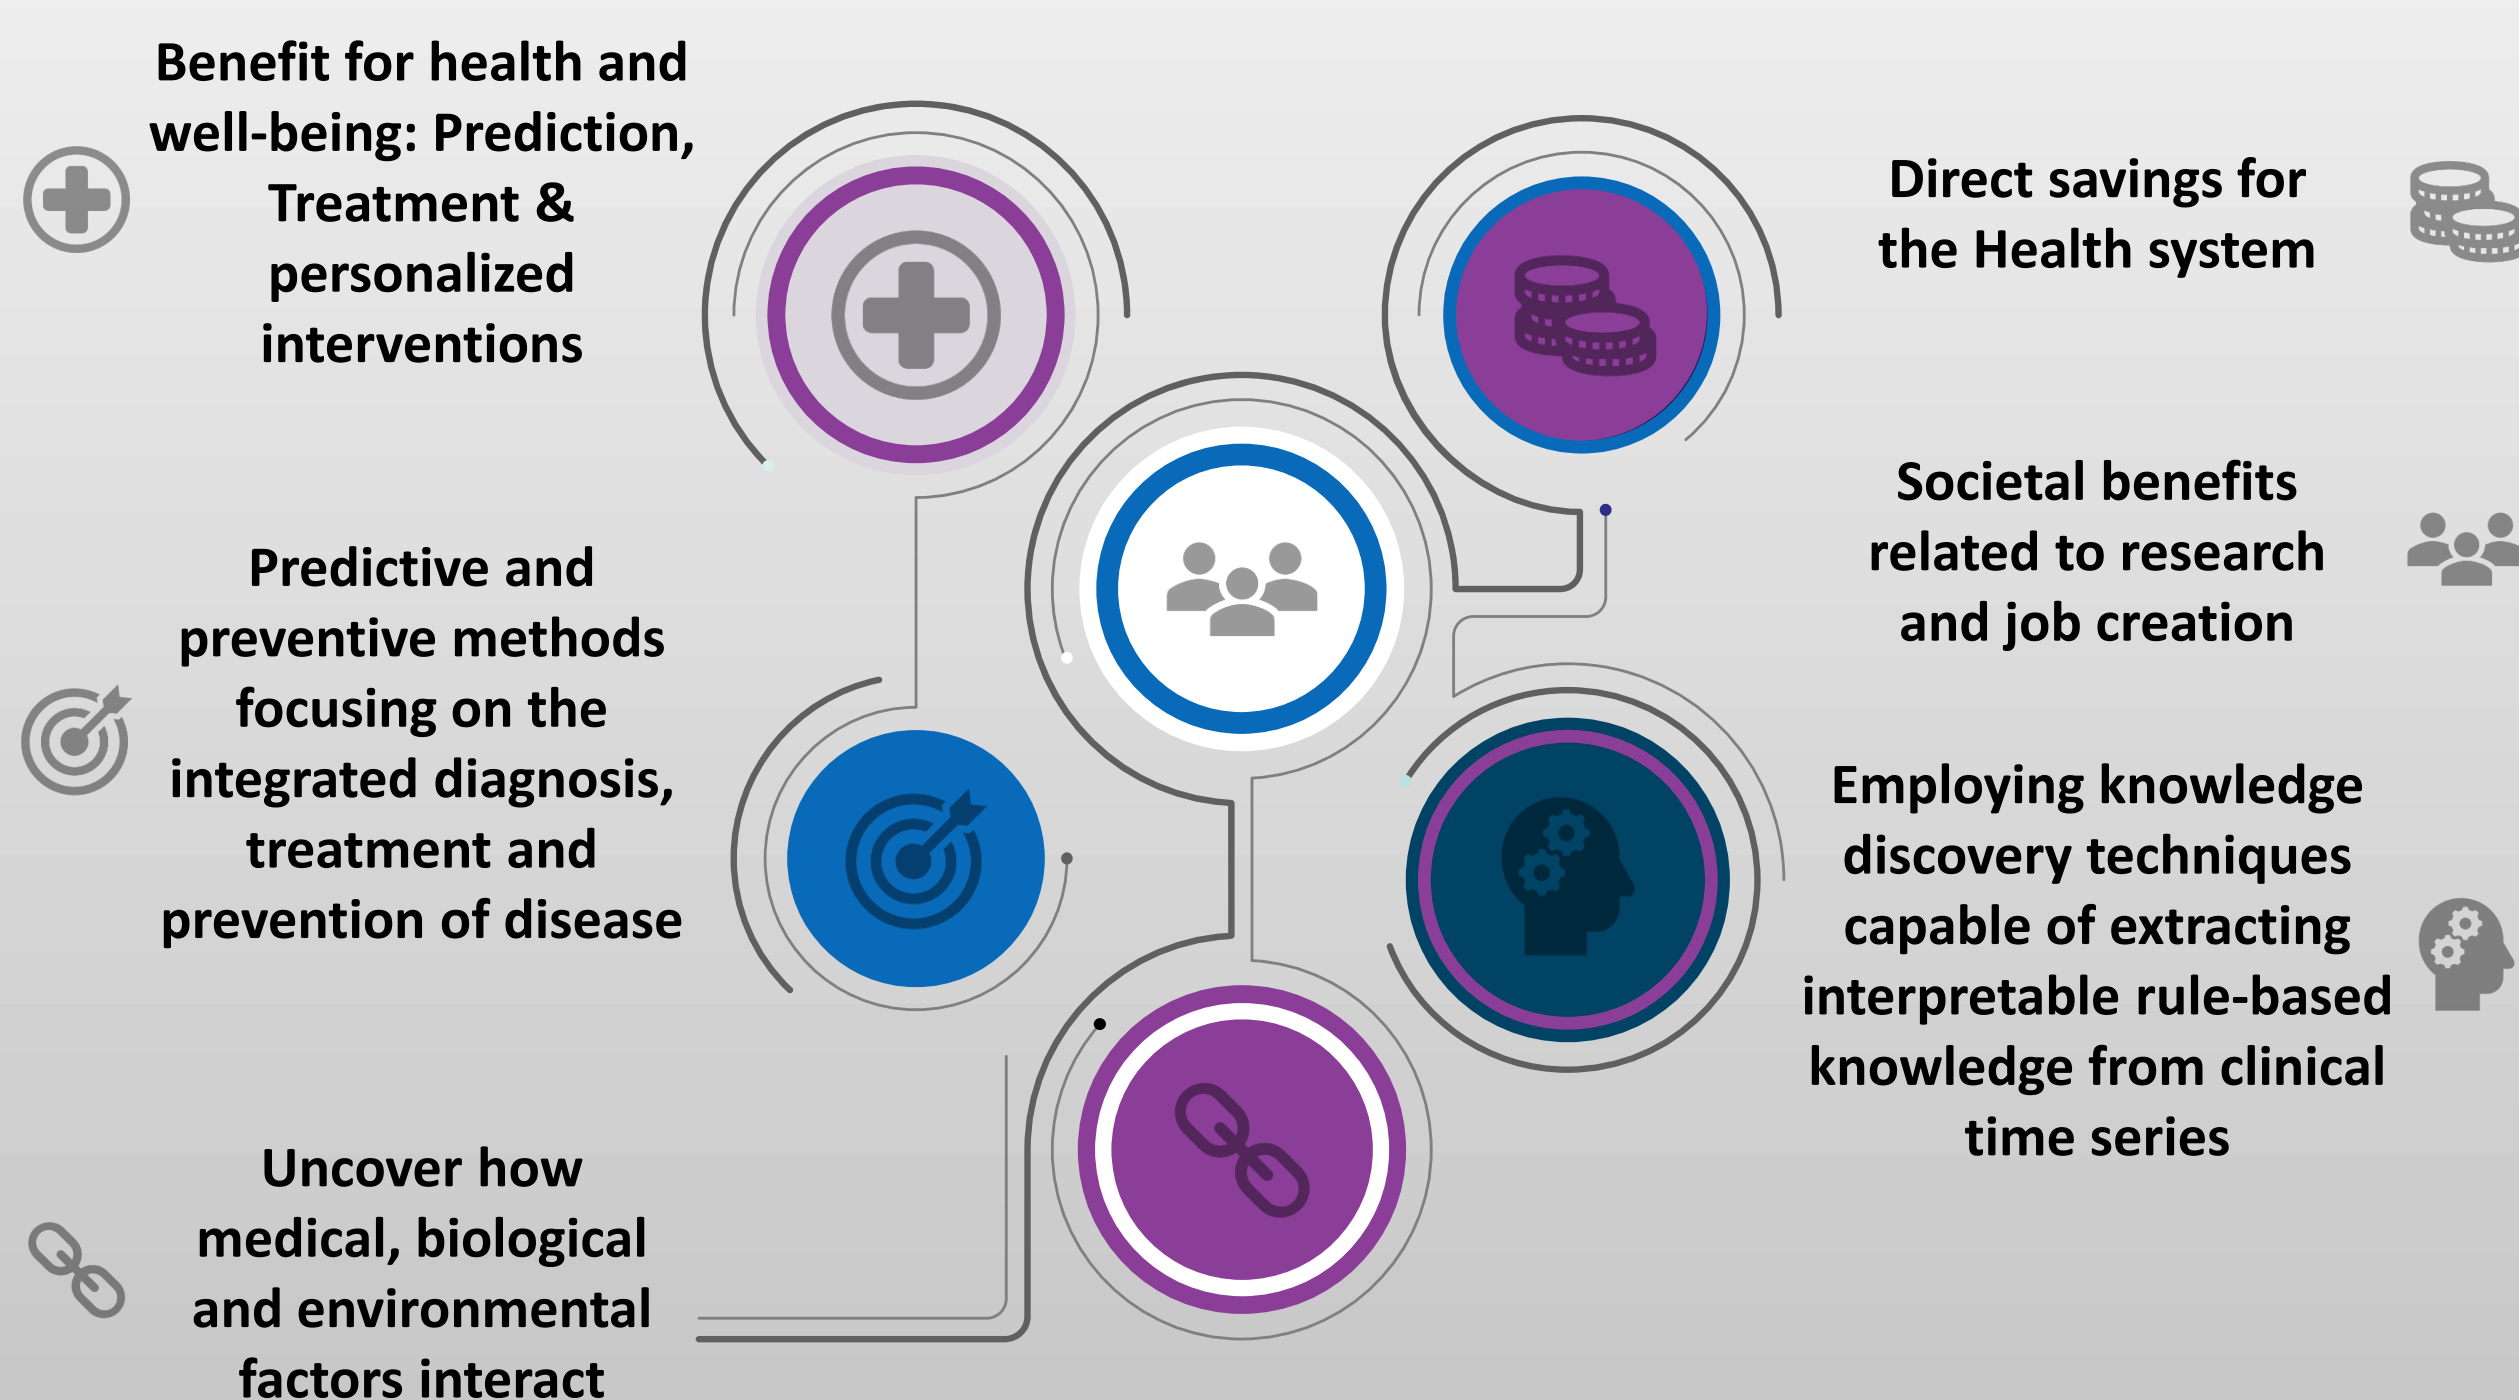 Benefit for health and
well-being: Prediction,
Treatment &
personalized
interventions
Predictive and
preventive methods
focusing on the
integrated diagnosis,
treatment and
prevention of disease
Uncover how
medical, biological
and environmental
factors interact
Direct savings for
the Health system
Societal benefits
related to research
and job creation
Employing knowledge
discovery techniques
capable of extracting
interpretable rule-based
knowledge from clinical
time series